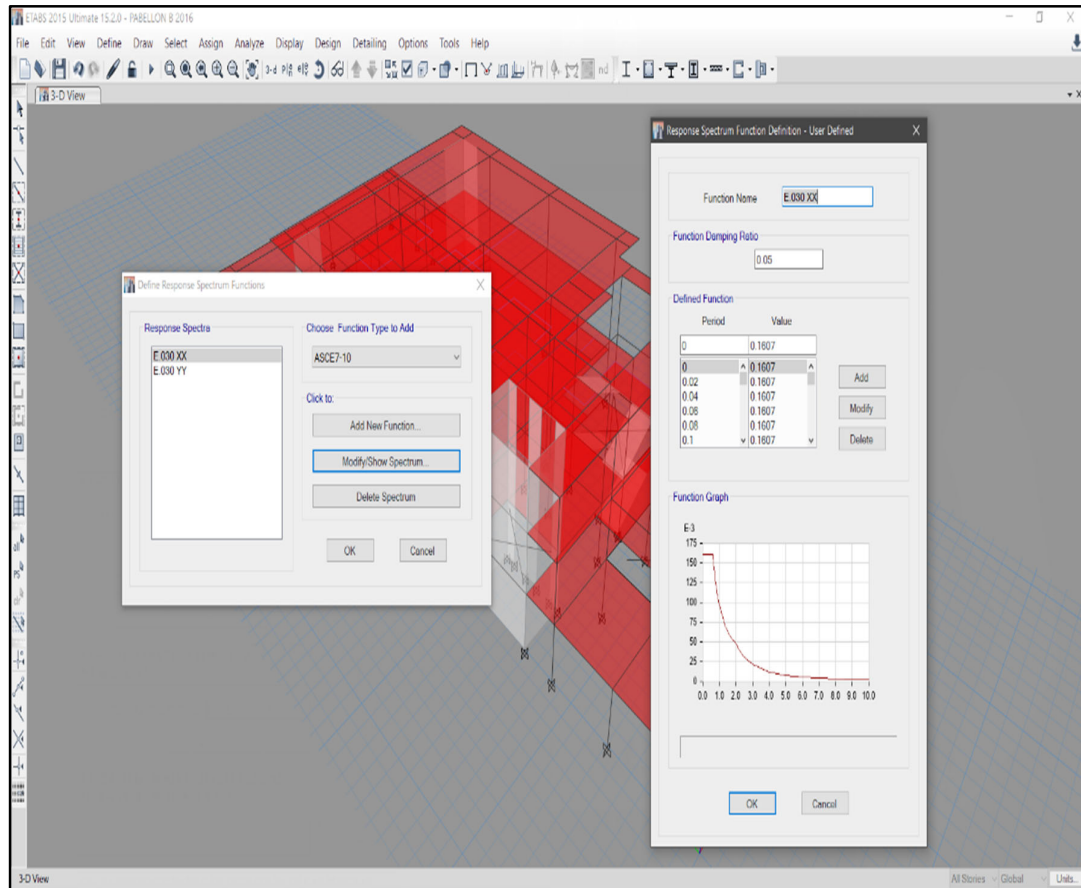 ETABS 2015 Ultimate 15.2.0 - PABELLON B 2016
File Edit View Define Draw Select Assign Analyze Display Design Detailing Options Tools Help
3-d
nd
3-D View
Define Response Spectrum Functions
Response Spectra
E.030 XX
E.030 YY
Choose Function Type to Add
ASCE7-10
Click to:
Add New Function...
Modify/Show Spectrum...
Delete Spectrum
OK Cancel
Response Spectrum Function Definition - User Defined
Function Name E.030 XX
Function Damping Ratio
0.05
Defined Function
Period Value
0 0.1607
0 0.1607
0.02 0.1607
0.04 0.1607
0.06 0.1607
0.08 0.1607
0.1 0.1607
Add
Modify
Delete
Function Graph
E-3
175
150
125
100
75
50
25
0
0.0 1.0 2.0 3.0 4.0 5.0 6.0 7.0 8.0 9.0 10.0
OK Cancel
all
PS
clr
3-D View All Stories Global Units...